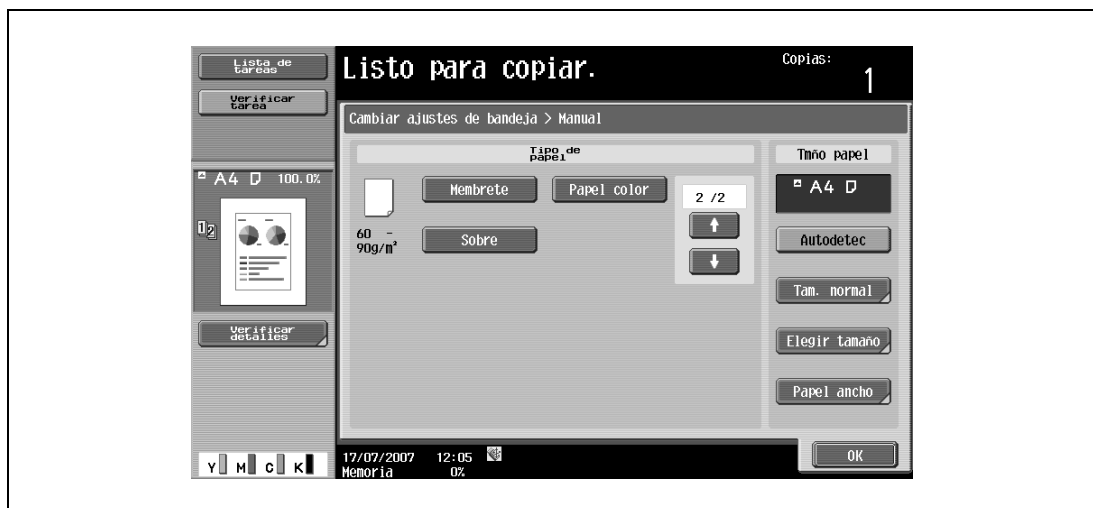 Lista de
tareas
Listo para copiar.
Copias:
1
Verificar
tarea
Cambiar ajustes de bandeja > Manual
Tipo de
papel
Tmño papel
A4
100.0%
A4
Membrete
Papel color
2 /2
1 2
60 -
90g/m²
Sobre
Autodetec
Tam. normal
Verificar
detalles
Elegir tamaño
Papel ancho
Y M C K
17/07/2007 12:05
Memoria 0%
OK